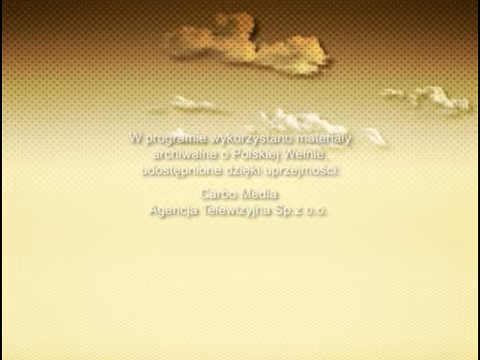 W programie wykorzystano materiały
archiwalne o Polskiej Wełnie
udostępnione dzięki uprzejmości:
Carbo Media
Agencja Telewizyjna Sp.z o.o.